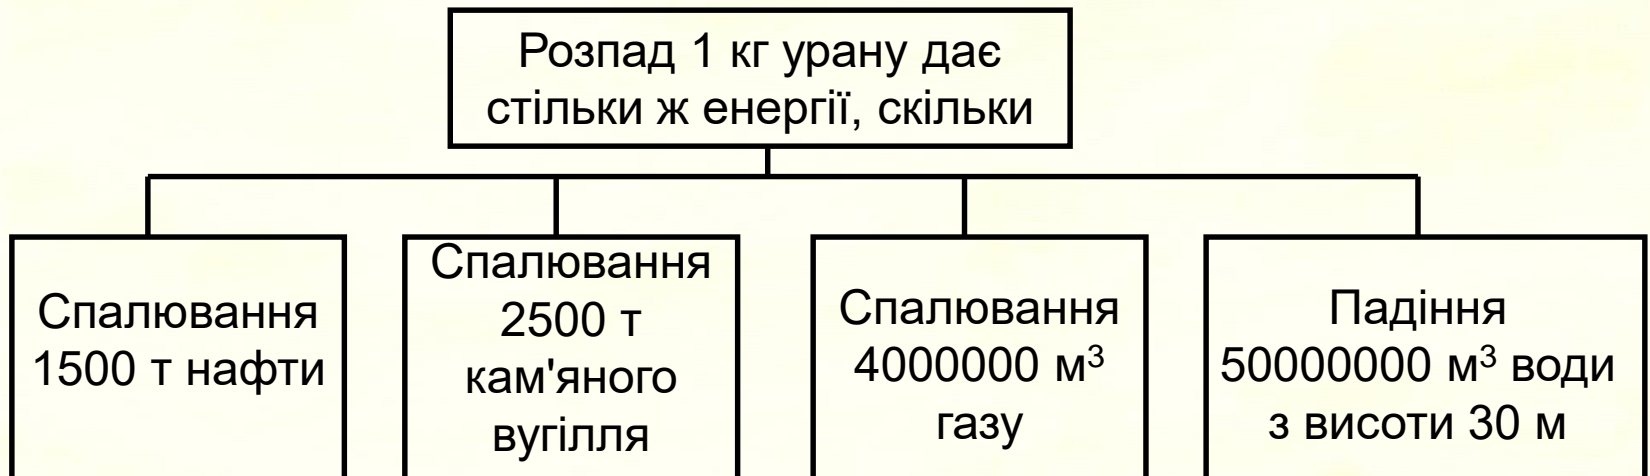 Розпад 1 кг урану дає
стільки ж енергії, скільки
Спалювання
1500 т нафти
Спалювання
2500 т
кам'яного
вугілля
Спалювання
4000000 м³
газу
Падіння
50000000 м³ води
з висоти 30 м